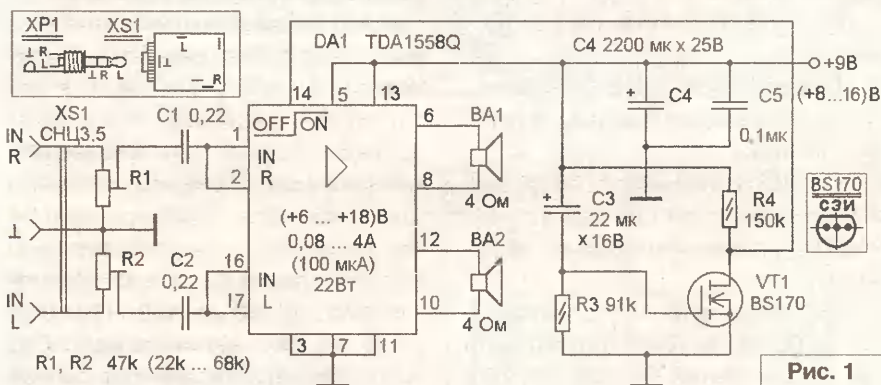 XP1 XS1
⊥ R
⊥ R L
L
⊥
R
XS1
СНЦ3.5
IN
R
⊥
IN
L
R1
R2
C1 0,22
C2
0,22
R1, R2 47k (22k ... 68k)
DA1 TDA1558Q
14 5 13
1
2
16
17
3 7 11
6
8
12
10
OFF ON
IN
R
(+6 ... +18)В
0,08 ... 4А
(100 мкА)
22Вт
IN
L
BA1
4 Ом
BA2
4 Ом
C4 2200 мк x 25В
+9В
(+8...16)В
+
C4
C5
0,1мк
+
C3
22 мк
x16В
R3 91k
R4
150k
VT1
BS170
BS170
СЗИ
Рис. 1